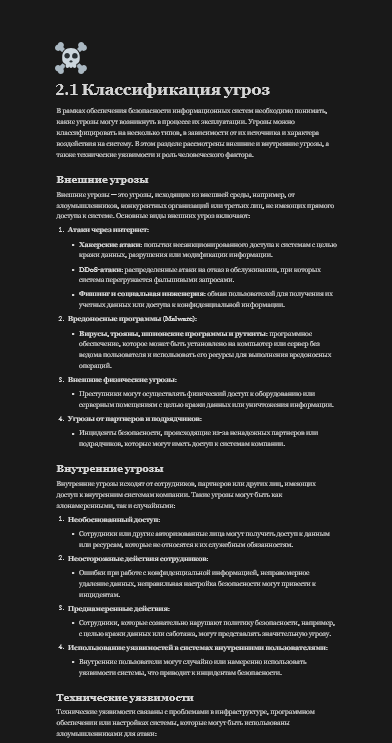 2.1 Классификация угроз
В рамках обеспечения безопасности информационных систем необходимо понимать,
какие угрозы могут возникнуть в процессе их эксплуатации. Угрозы можно
классифицировать на несколько типов, в зависимости от их источника и характера
воздействия на систему. В этом разделе рассмотрены внешние и внутренние угрозы, а
также технические уязвимости и роль человеческого фактора.
Внешние угрозы
Внешние угрозы — это угрозы, исходящие из внешней среды, например, от
злоумышленников, конкурентных организаций или третьих лиц, не имеющих прямого
доступа к системе. Основные виды внешних угроз включают:
1. Атаки через интернет:
• Хакерские атаки: попытки несанкционированного доступа к системам с целью
кражи данных, разрушения или модификации информации.
• DDoS-атаки: распределенные атаки на отказ в обслуживании, при которых
система перегружается фальшивыми запросами.
• Фишинг и социальная инженерия: обман пользователей для получения их
учетных данных или доступа к конфиденциальной информации.
2. Вредоносные программы (Malware):
• Вирусы, трояны, шпионские программы и руткиты: программное
обеспечение, которое может быть установлено на компьютер или сервер без
ведома пользователя и использовать его ресурсы для выполнения вредоносных
операций.
3. Внешние физические угрозы:
• Преступники могут осуществлять физический доступ к оборудованию или
серверным помещениям с целью кражи данных или уничтожения информации.
4. Угрозы от партнеров и подрядчиков:
• Инциденты безопасности, происходящие из-за ненадежных партнеров или
подрядчиков, которые могут иметь доступ к системам компании.
Внутренние угрозы
Внутренние угрозы исходят от сотрудников, партнеров или других лиц, имеющих
доступ к внутренним системам компании. Такие угрозы могут быть как
злонамеренными, так и случайными:
1. Необоснованный доступ:
• Сотрудники или другие авторизованные лица могут получить доступ к данным
или ресурсам, которые не относятся к их служебным обязанностям.
2. Неосторожные действия сотрудников:
• Ошибки при работе с конфиденциальной информацией, неправомерное
удаление данных, неправильная настройка безопасности могут привести к
инцидентам.
3. Преднамеренные действия:
• Сотрудники, которые сознательно нарушают политику безопасности, например,
с целью кражи данных или саботажа, могут представлять значительную угрозу.
4. Использование уязвимостей в системах внутренними пользователями:
• Внутренние пользователи могут случайно или намеренно использовать
уязвимости системы, что приводит к инцидентам безопасности.
Технические уязвимости
Технические уязвимости связаны с проблемами в инфраструктуре, программном
обеспечении или настройках системы, которые могут быть использованы
злоумышленниками для атаки: